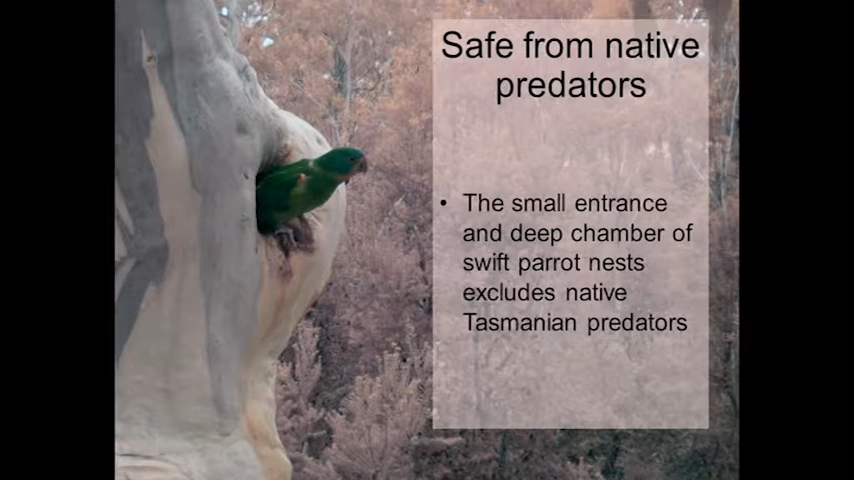 Safe from native
predators
• The small entrance
and deep chamber of
swift parrot nests
excludes native
Tasmanian predators